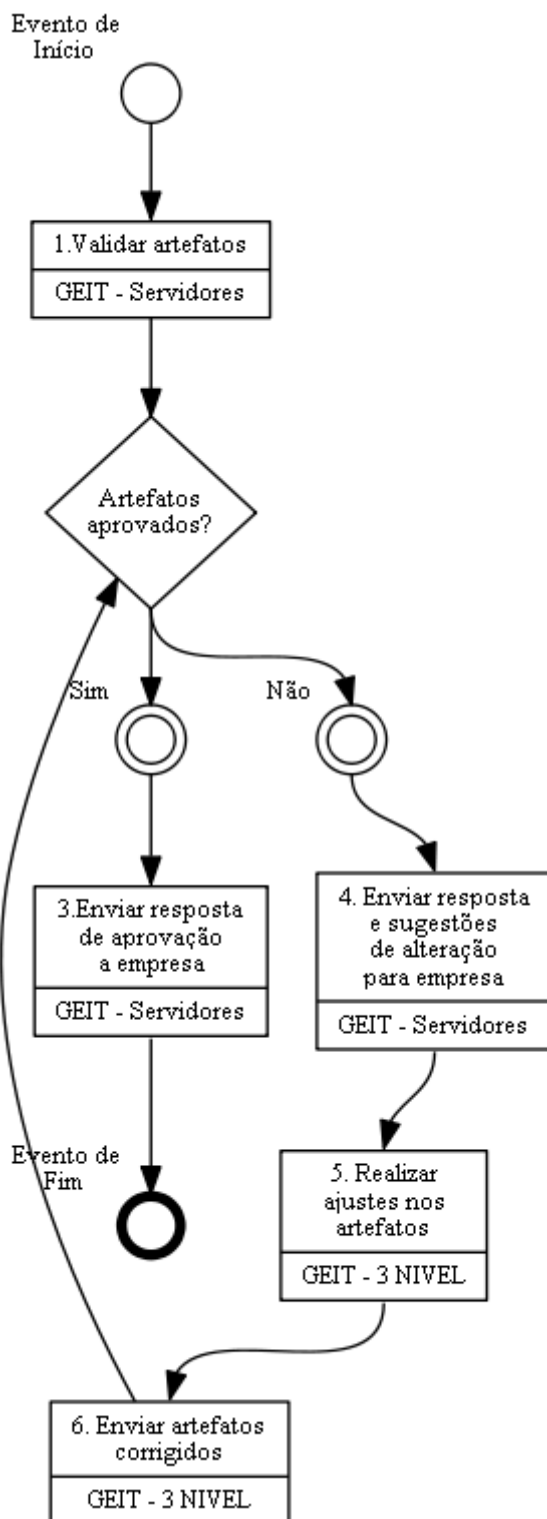 Evento de
Início
1.Validar artefatos
GEIT - Servidores
Artefatos
aprovados?
Sim
Não
3.Enviar resposta
de aprovação
a empresa
GEIT - Servidores
4. Enviar resposta
e sugestões
de alteração
para empresa
GEIT - Servidores
Evento de
Fim
5. Realizar
ajustes nos
artefatos
GEIT - 3 NIVEL
6. Enviar artefatos
corrigidos
GEIT - 3 NIVEL